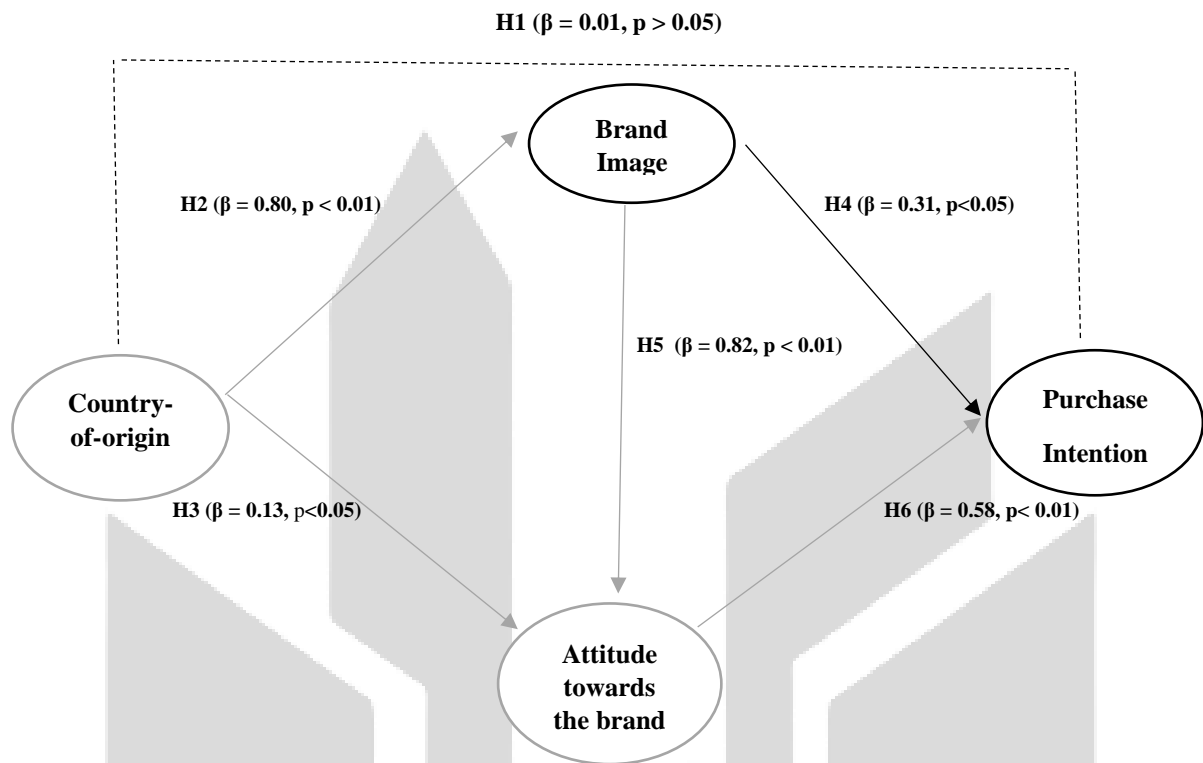 H1 (β = 0.01, p > 0.05)
Brand
Image
H2 (β = 0.80, p < 0.01)
H4 (β = 0.31, p<0.05)
H5 (β = 0.82, p < 0.01)
Country-
of-origin
Purchase
Intention
H3 (β = 0.13, p<0.05)
H6 (β = 0.58, p< 0.01)
Attitude
towards
the brand